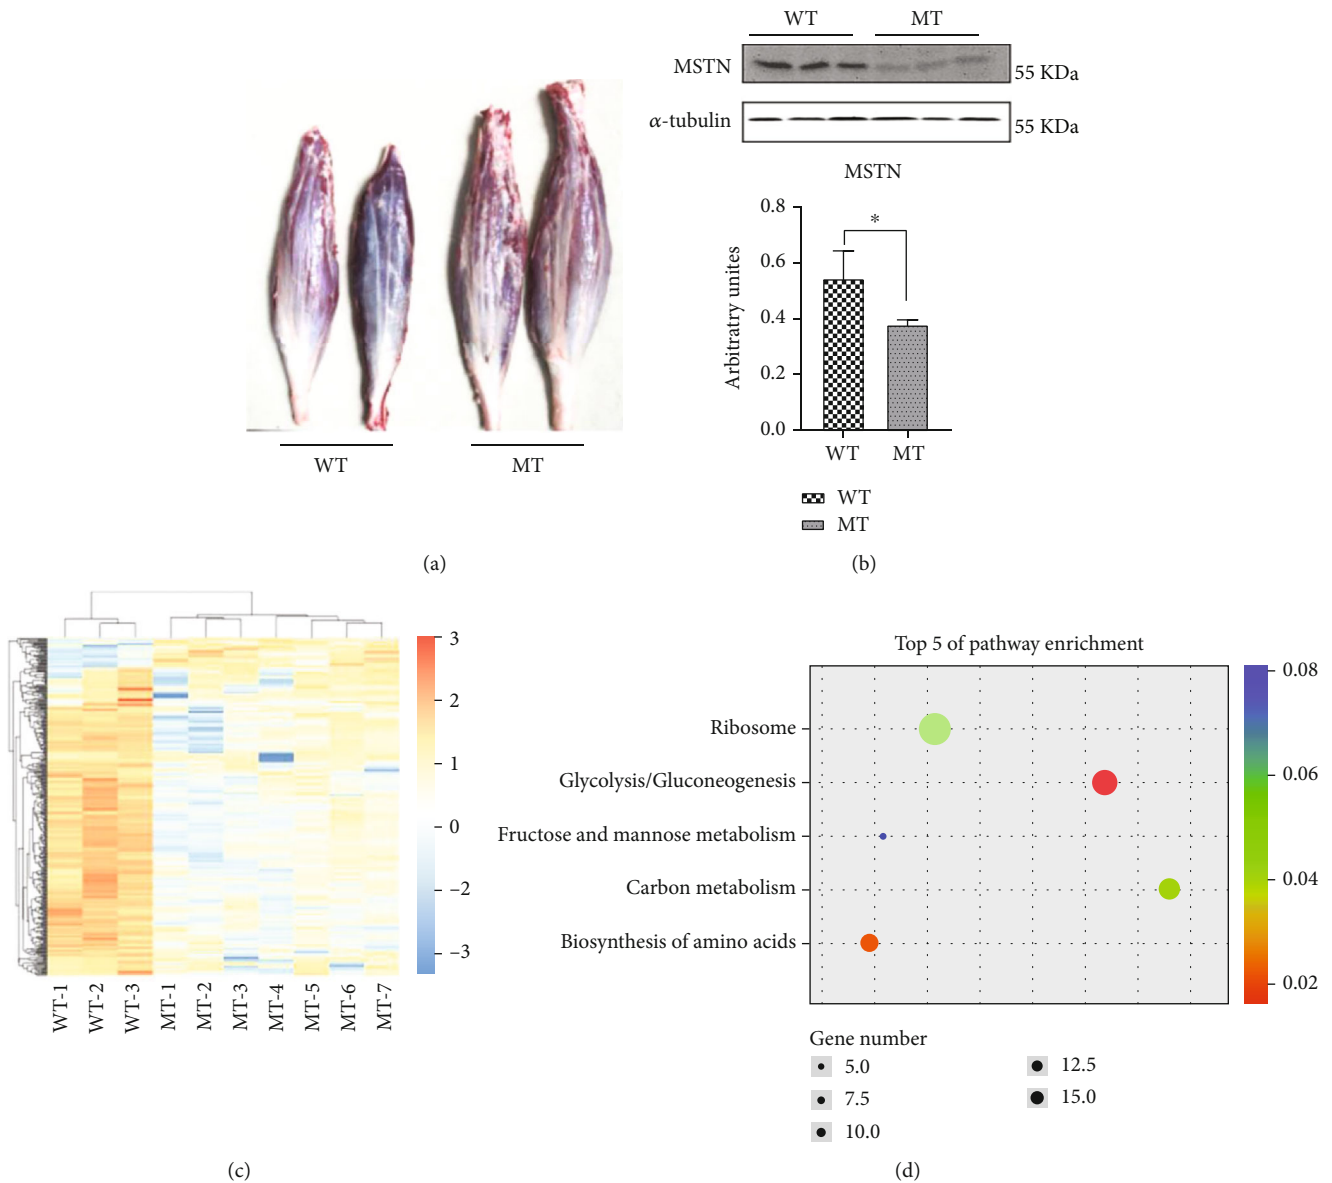 WT MT
MSTN
55 KDa
α-tubulin
55 KDa
MSTN
0.8
0.6
0.4
0.2
0.0
Arbitratry unites
*
WT MT
WT
MT
WT MT
(a)
(b)
3
2
1
0
−2
−3
WT-1
WT-2
WT-3
MT-1
MT-2
MT-3
MT-4
MT-5
MT-6
MT-7
(c)
Top 5 of pathway enrichment
Ribosome
Glycolysis/Gluconeogenesis
Fructose and mannose metabolism
Carbon metabolism
Biosynthesis of amino acids
0.08
0.06
0.04
0.02
Gene number
5.0
7.5
10.0
12.5
15.0
(d)